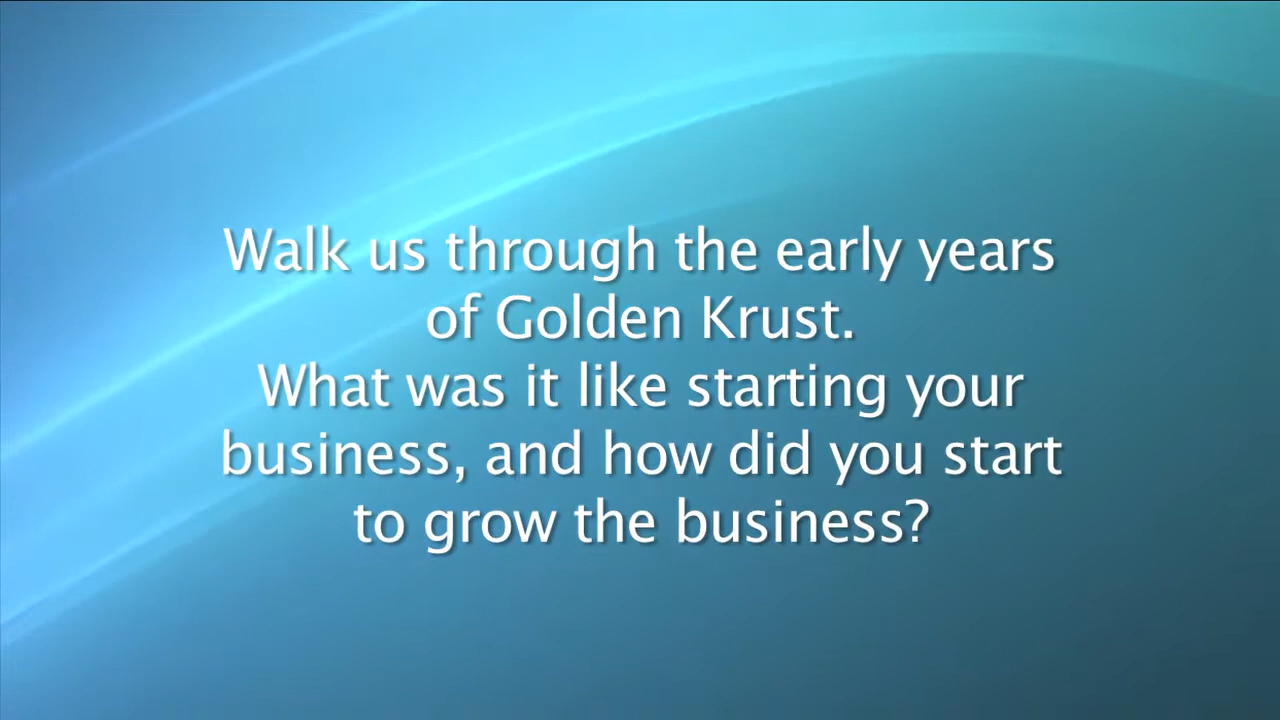 Walk us through the early years
of Golden Krust.
What was it like starting your
business, and how did you start
to grow the business?